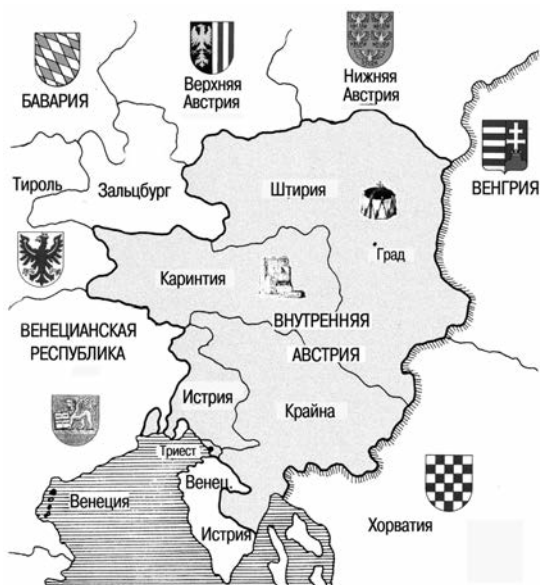 БАВАРИЯ
Верхняя
Австрия
Нижняя
Австрия
ВЕНГРИЯ
Тироль
Зальцбург
Штирия
Град
Каринтия
ВНУТРЕННЯЯ
АВСТРИЯ
ВЕНЕЦИАНСКАЯ
РЕСПУБЛИКА
Истрия
Крайна
Триест
Венец.
Истрия
Венеция
Хорватия